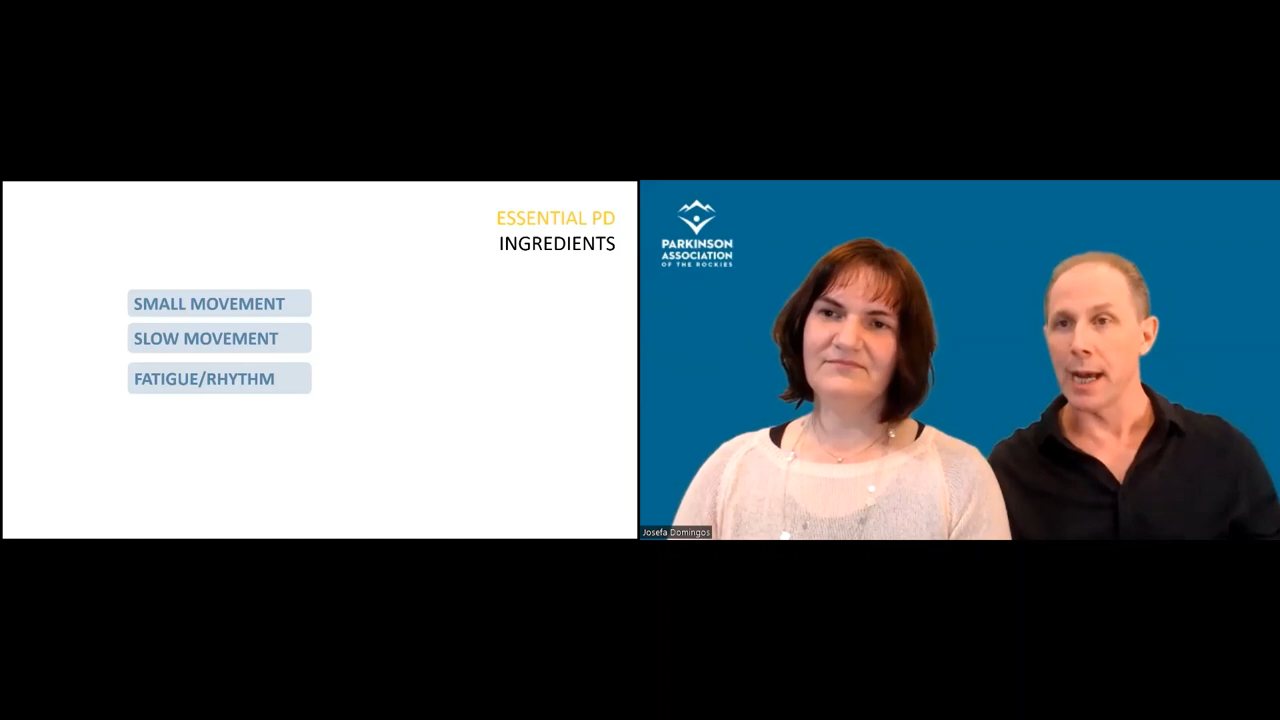 ESSENTIAL PD
INGREDIENTS
SMALL MOVEMENT
SLOW MOVEMENT
FATIGUE/RHYTHM
PARKINSON
ASSOCIATION
OF THE ROCKIES
Josefa Domingos